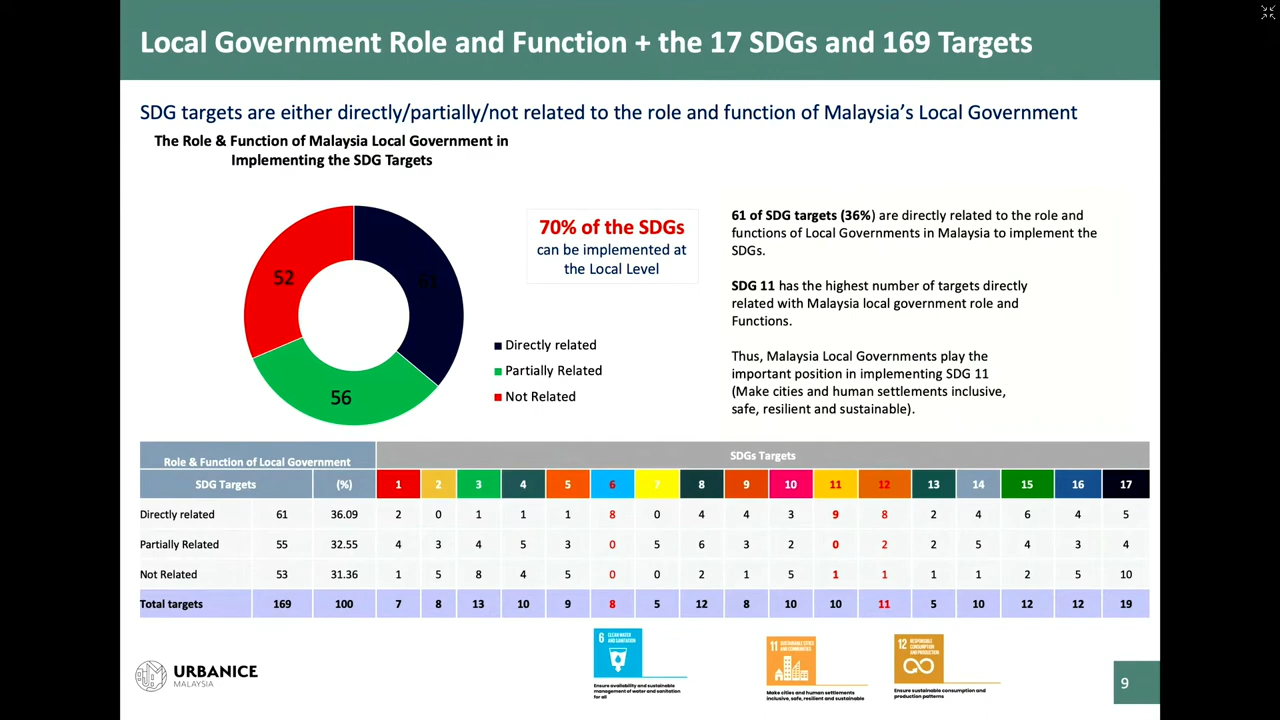 Local Government Role and Function + the 17 SDGs and 169 Targets
SDG targets are either directly/partially/not related to the role and function of Malaysia's Local Government
The Role & Function of Malaysia Local Government in
Implementing the SDG Targets
52
61
56
Directly related
Partially Related
Not Related
70% of the SDGs
can be implemented at
the Local Level
61 of SDG targets (36%) are directly related to the role and
functions of Local Governments in Malaysia to implement the
SDGs.
SDG 11 has the highest number of targets directly
related with Malaysia local government role and
Functions.
Thus, Malaysia Local Governments play the
important position in implementing SDG 11
(Make cities and human settlements inclusive,
safe, resilient and sustainable).
Role & Function of Local Government SDGs Targets
SDG Targets (%) 1 2 3 4 5 6 7 8 9 10 11 12 13 14 15 16 17
Directly related 61 36.09 2 0 1 1 1 8 0 4 4 3 9 8 2 4 6 4 5
Partially Related 55 32.55 4 3 4 5 3 0 5 6 3 2 0 2 2 5 4 3 4
Not Related 53 31.36 1 5 8 4 5 0 0 2 1 5 1 1 1 1 2 5 10
Total targets 169 100 7 8 13 10 9 8 5 12 8 10 10 11 5 10 12 12 19
URBANICE
MALAYSIA
6 CLEAN WATER
AND SANITATION
Ensure availability and sustainable
management of water and sanitation
for all
11 SUSTAINABLE CITIES
AND COMMUNITIES
Make cities and human settlements
inclusive, safe, resilient and sustainable
12 RESPONSIBLE
CONSUMPTION
AND PRODUCTION
Ensure sustainable consumption and
production patterns
9